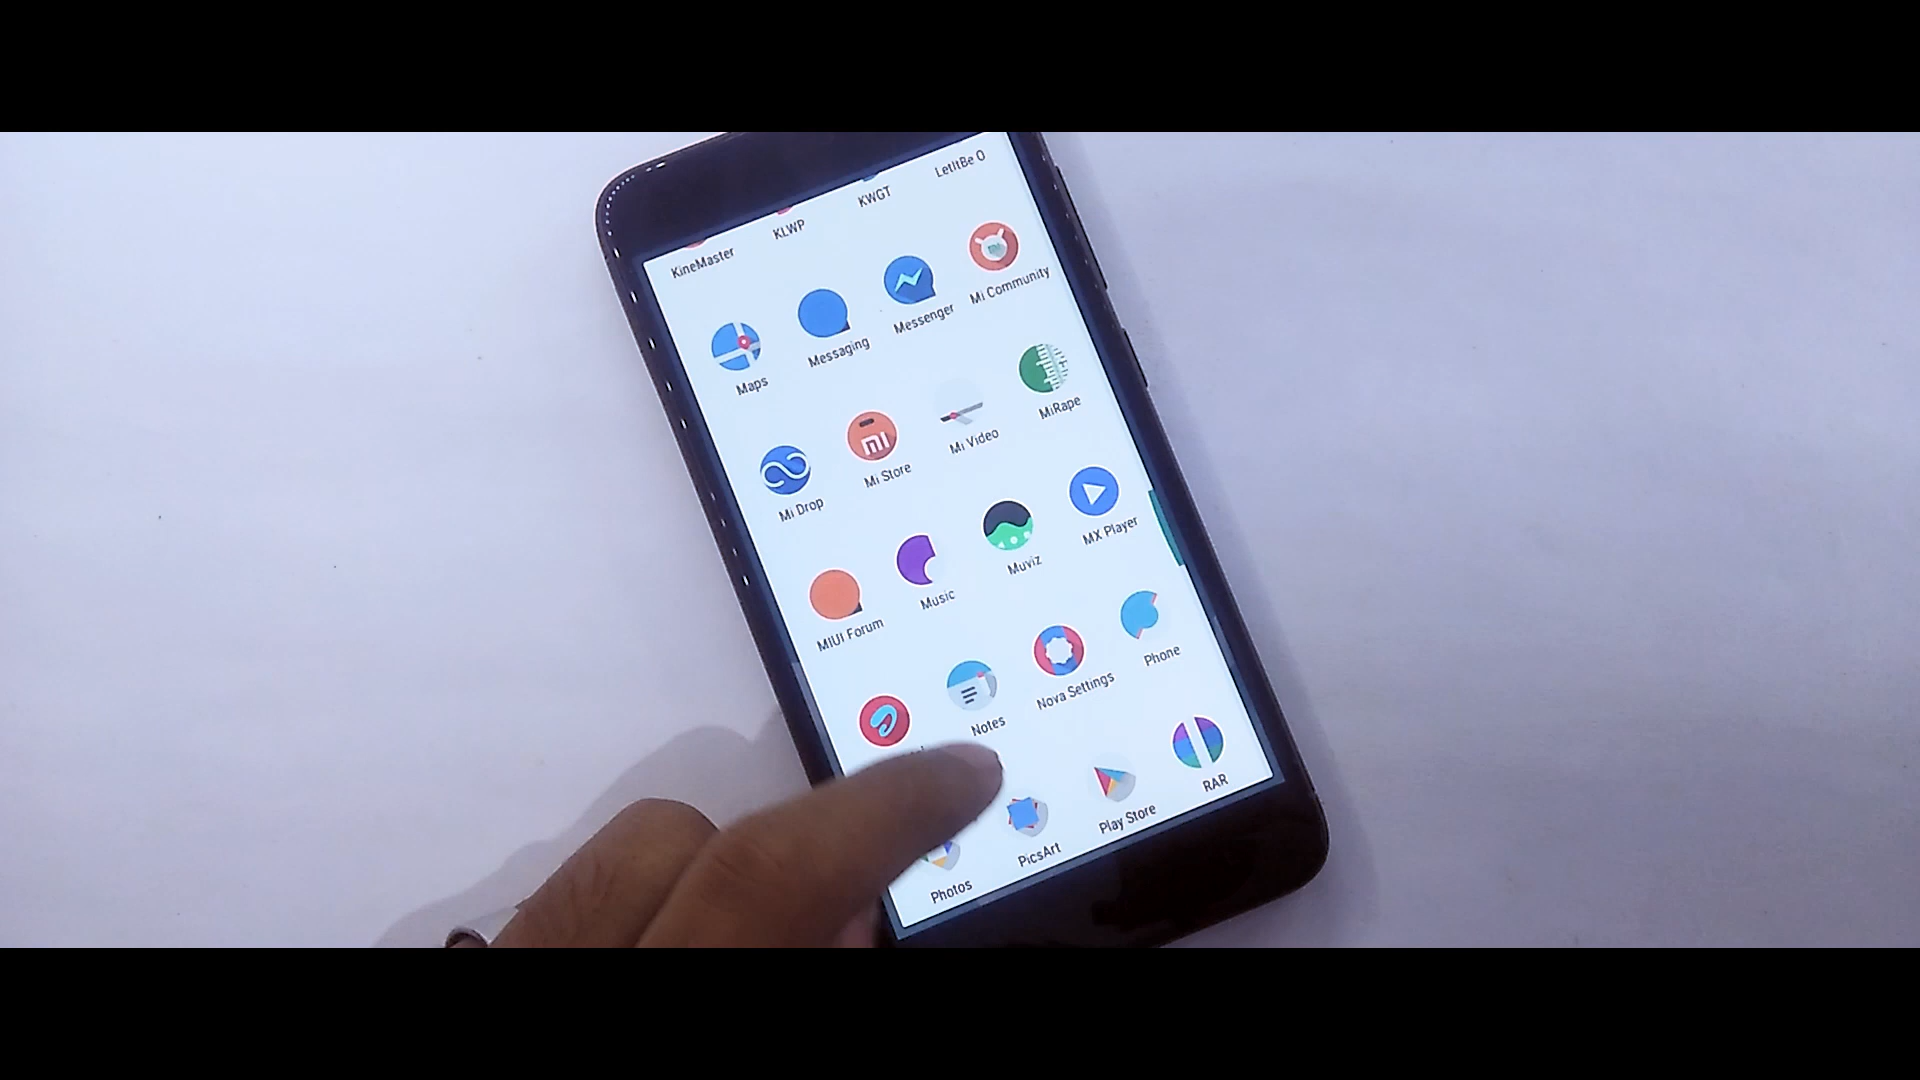 KineMaster
KLWP
KWGT
LetItBe O
Maps
Messaging
Messenger
Mi Community
Mi Drop
mi
Mi Store
Mi Video
MiRape
MIUI Forum
Music
Muviz
MX Player
Notes
Nova Settings
Phone
Photos
PicsArt
Play Store
RAR